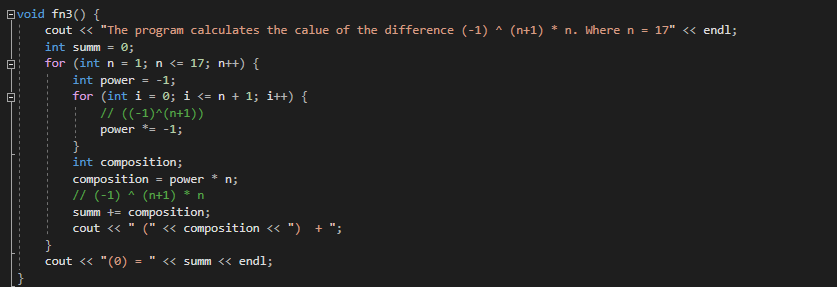 void fn3() {
cout << "The program calculates the calue of the difference (-1) ^ (n+1) * n. Where n = 17" << endl;
int summ = 0;
for (int n = 1; n <= 17; n++) {
int power = -1;
for (int i = 0; i <= n + 1; i++) {
// ((-1)^(n+1))
power *= -1;
}
int composition;
composition = power * n;
// (-1) ^ (n+1) * n
summ += composition;
cout << " (" << composition << ")  + ";
}
cout << "(0) = " << summ << endl;
}